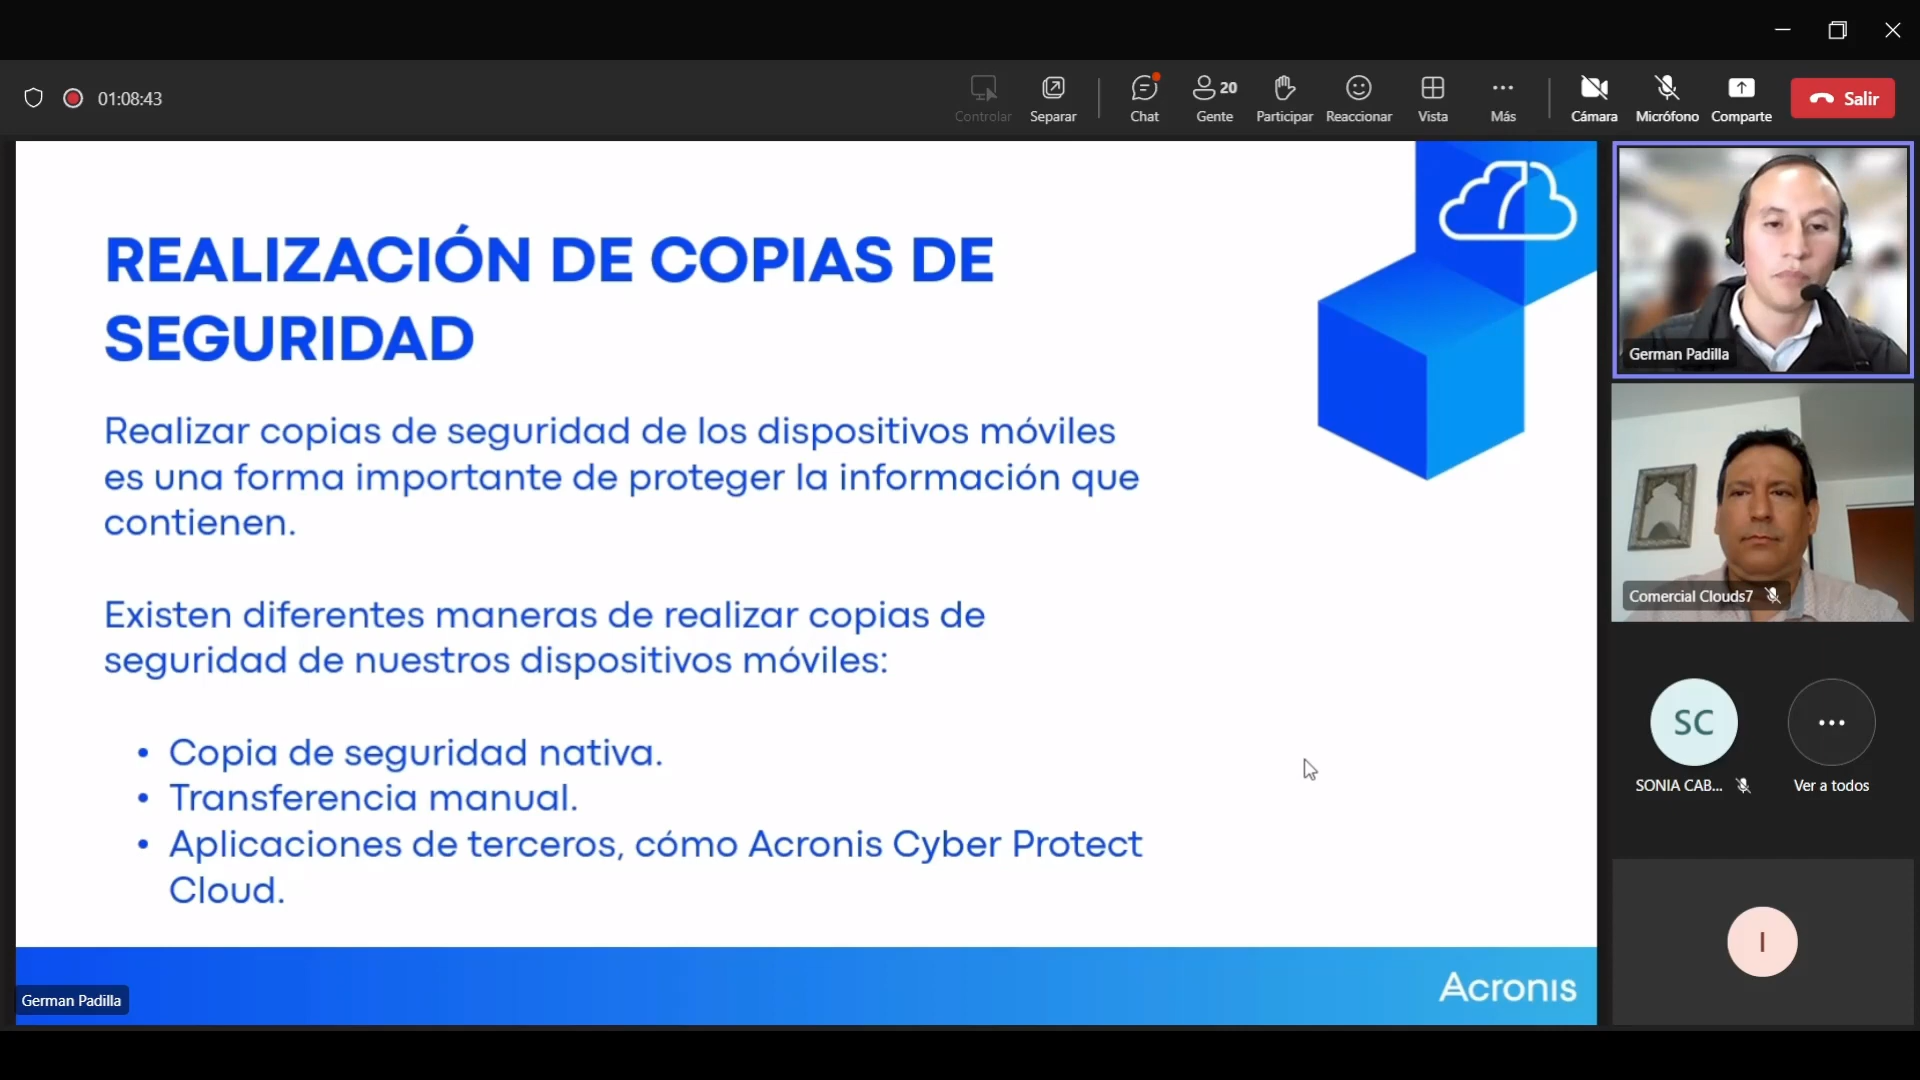 01:08:43
Controlar
Separar
Chat
20
Gente
Participar
Reaccionar
Vista
Más
Cámara
Micrófono
Comparte
Salir
REALIZACIÓN DE COPIAS DE
SEGURIDAD
Realizar copias de seguridad de los dispositivos móviles
es una forma importante de proteger la información que
contienen.
Existen diferentes maneras de realizar copias de
seguridad de nuestros dispositivos móviles:
• Copia de seguridad nativa.
• Transferencia manual.
• Aplicaciones de terceros, cómo Acronis Cyber Protect
Cloud.
Acronis
German Padilla
German Padilla
Comercial Clouds7
SC
SONIA CAB...
Ver a todos
I